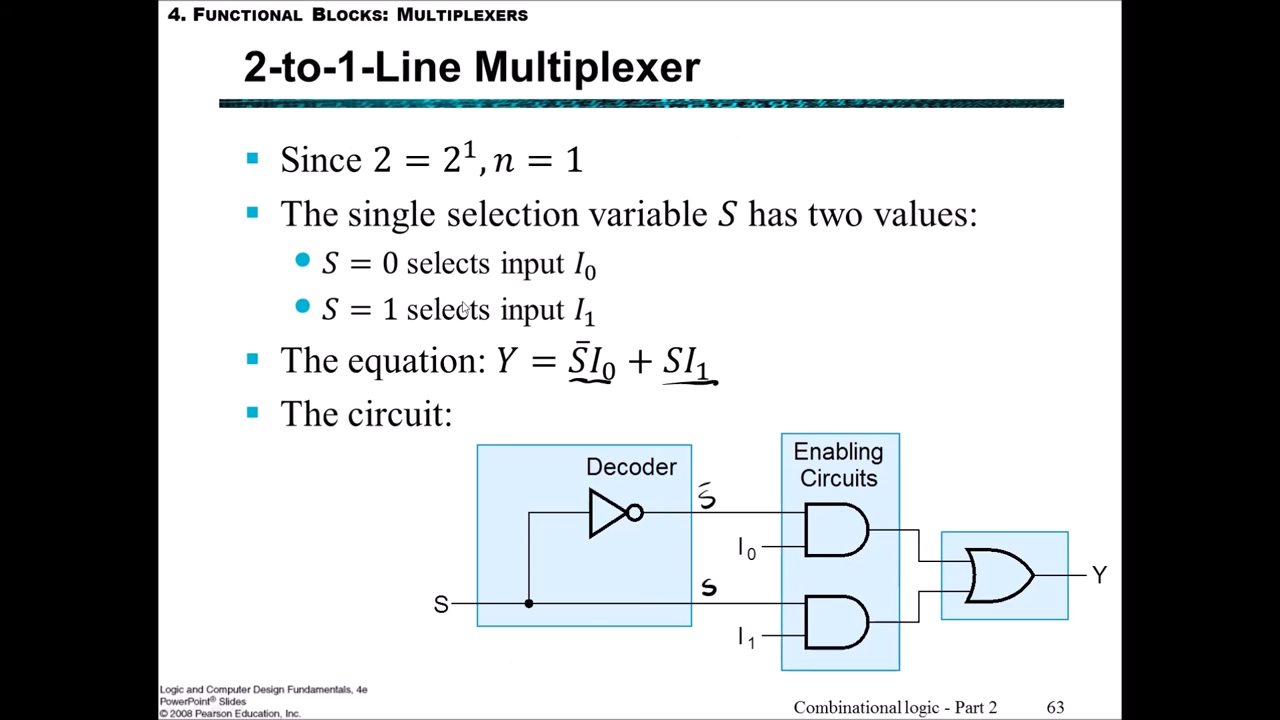 4. FUNCTIONAL BLOCKS: MULTIPLEXERS
2-to-1-Line Multiplexer
Since 2 = 2¹, n = 1
The single selection variable S has two values:
S = 0 selects input I₀
S = 1 selects input I₁
The equation: Y = S̄I₀ + SI₁
The circuit:
Decoder
Enabling
Circuits
S̄
I₀
S
S
I₁
Y
Logic and Computer Design Fundamentals, 4e
PowerPoint® Slides
© 2008 Pearson Education, Inc.
Combinational logic - Part 2 63